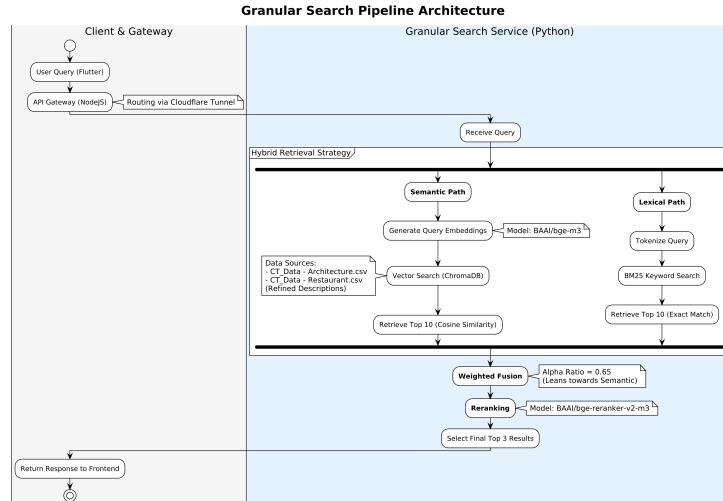 Granular Search Pipeline Architecture
Client & Gateway
Granular Search Service (Python)
User Query (Flutter)
API Gateway (NodeJS)
Routing via Cloudflare Tunnel
Receive Query
Hybrid Retrieval Strategy
Semantic Path
Generate Query Embeddings
Model: BAAI/bge-m3
Data Sources:
- CT_Data - Architecture.csv
- CT_Data - Restaurant.csv
(Refined Descriptions)
Vector Search (ChromaDB)
Retrieve Top 10 (Cosine Similarity)
Lexical Path
Tokenize Query
BM25 Keyword Search
Retrieve Top 10 (Exact Match)
Weighted Fusion
Alpha Ratio = 0.65
(Leans towards Semantic)
Reranking
Model: BAAI/bge-reranker-v2-m3
Select Final Top 3 Results
Return Response to Frontend